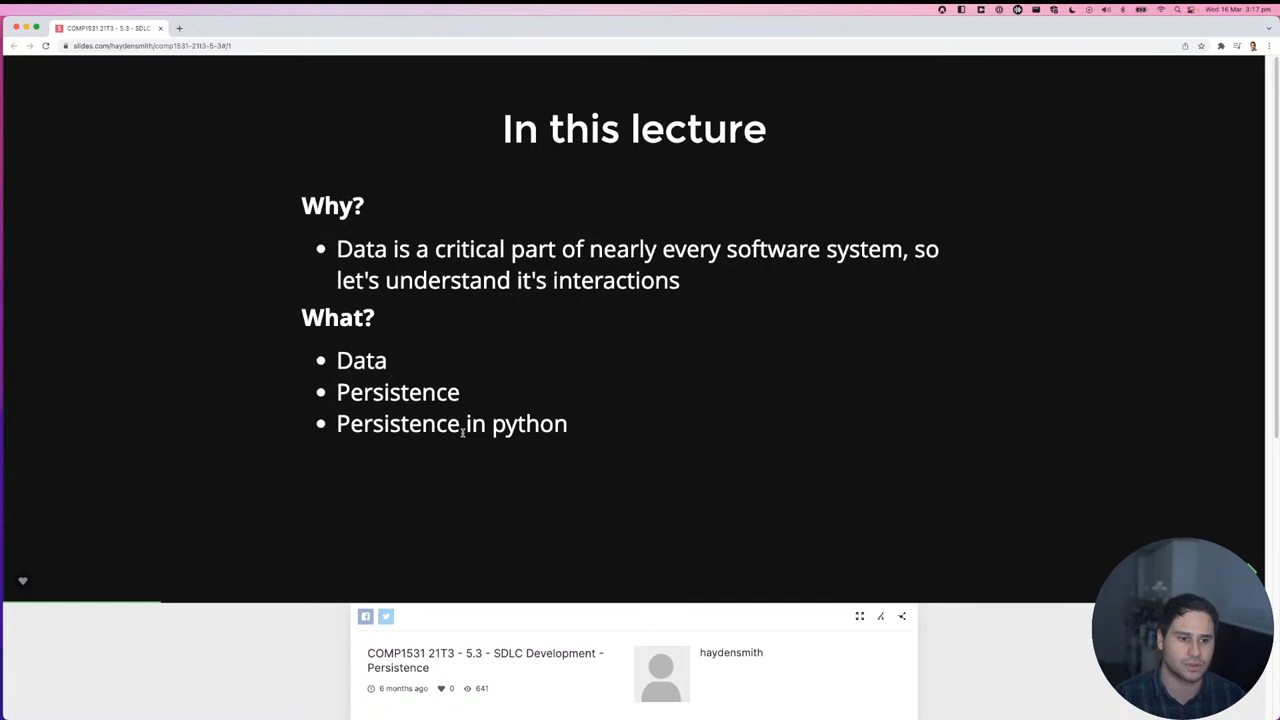 Wed 16 Mar 3:17 pm
COMP1531 21T3 - 5.3 - SDLC
slides.com/haydensmith/comp1531-21t3-5-3#/1
In this lecture
Why?
• Data is a critical part of nearly every software system, so
let's understand it's interactions
What?
• Data
• Persistence
• Persistence in python
COMP1531 21T3 - 5.3 - SDLC Development -
Persistence
haydensmith
6 months ago 0 641